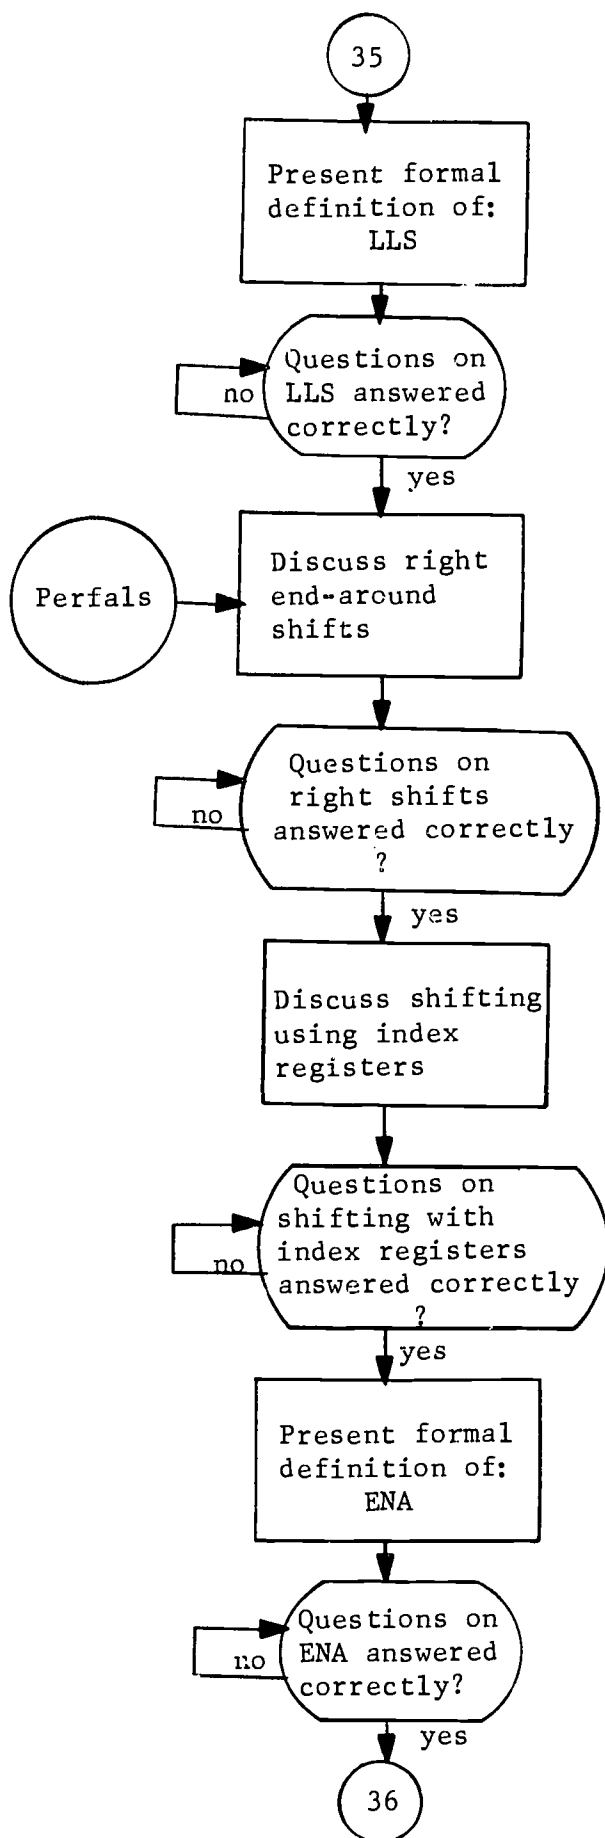 35
Present formal
definition of:
LLS
Questions on
LLS answered
correctly?
no
yes
Perfals
Discuss right
end-around
shifts
Questions on
right shifts
answered correctly
?
no
yes
Discuss shifting
using index
registers
Questions on
shifting with
index registers
answered correctly
?
no
yes
Present formal
definition of:
ENA
Questions on
ENA answered
correctly?
no
yes
36